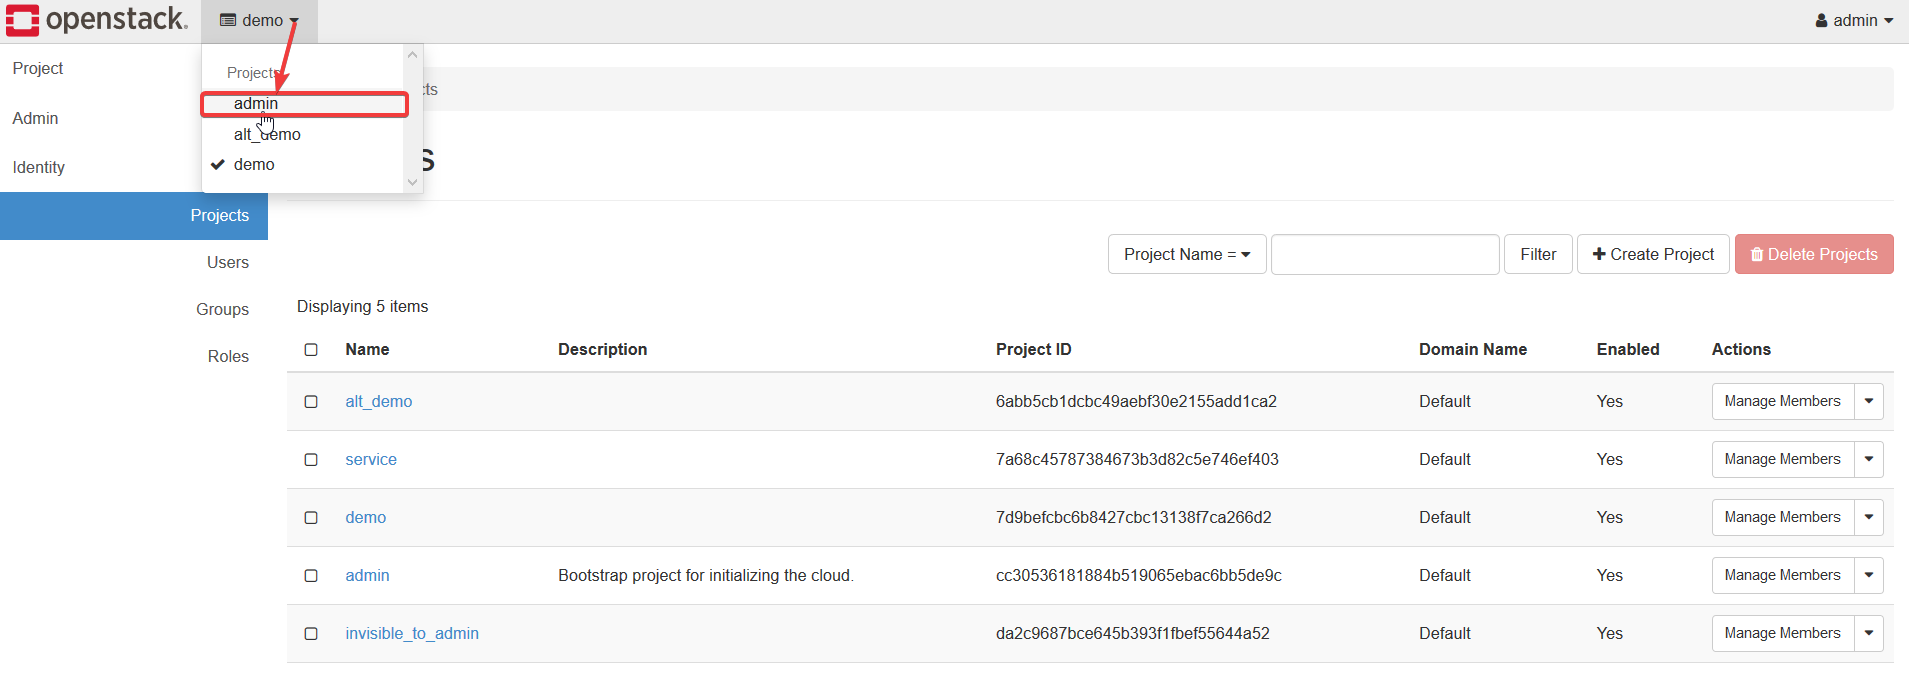 openstack.
demo
admin
Project
Admin
Identity
Projects
Users
Groups
Roles
Projects
admin
alt_demo
demo
cts
s
Project Name =
Filter
Create Project
Delete Projects
Displaying 5 items
Name Description Project ID Domain Name Enabled Actions
alt_demo 6abb5cb1dcbc49aebf30e2155add1ca2 Default Yes Manage Members
service 7a68c45787384673b3d82c5e746ef403 Default Yes Manage Members
demo 7d9befcbc6b8427cbc13138f7ca266d2 Default Yes Manage Members
admin Bootstrap project for initializing the cloud. cc30536181884b519065ebac6bb5de9c Default Yes Manage Members
invisible_to_admin da2c9687bce645b393f1fbef55644a52 Default Yes Manage Members